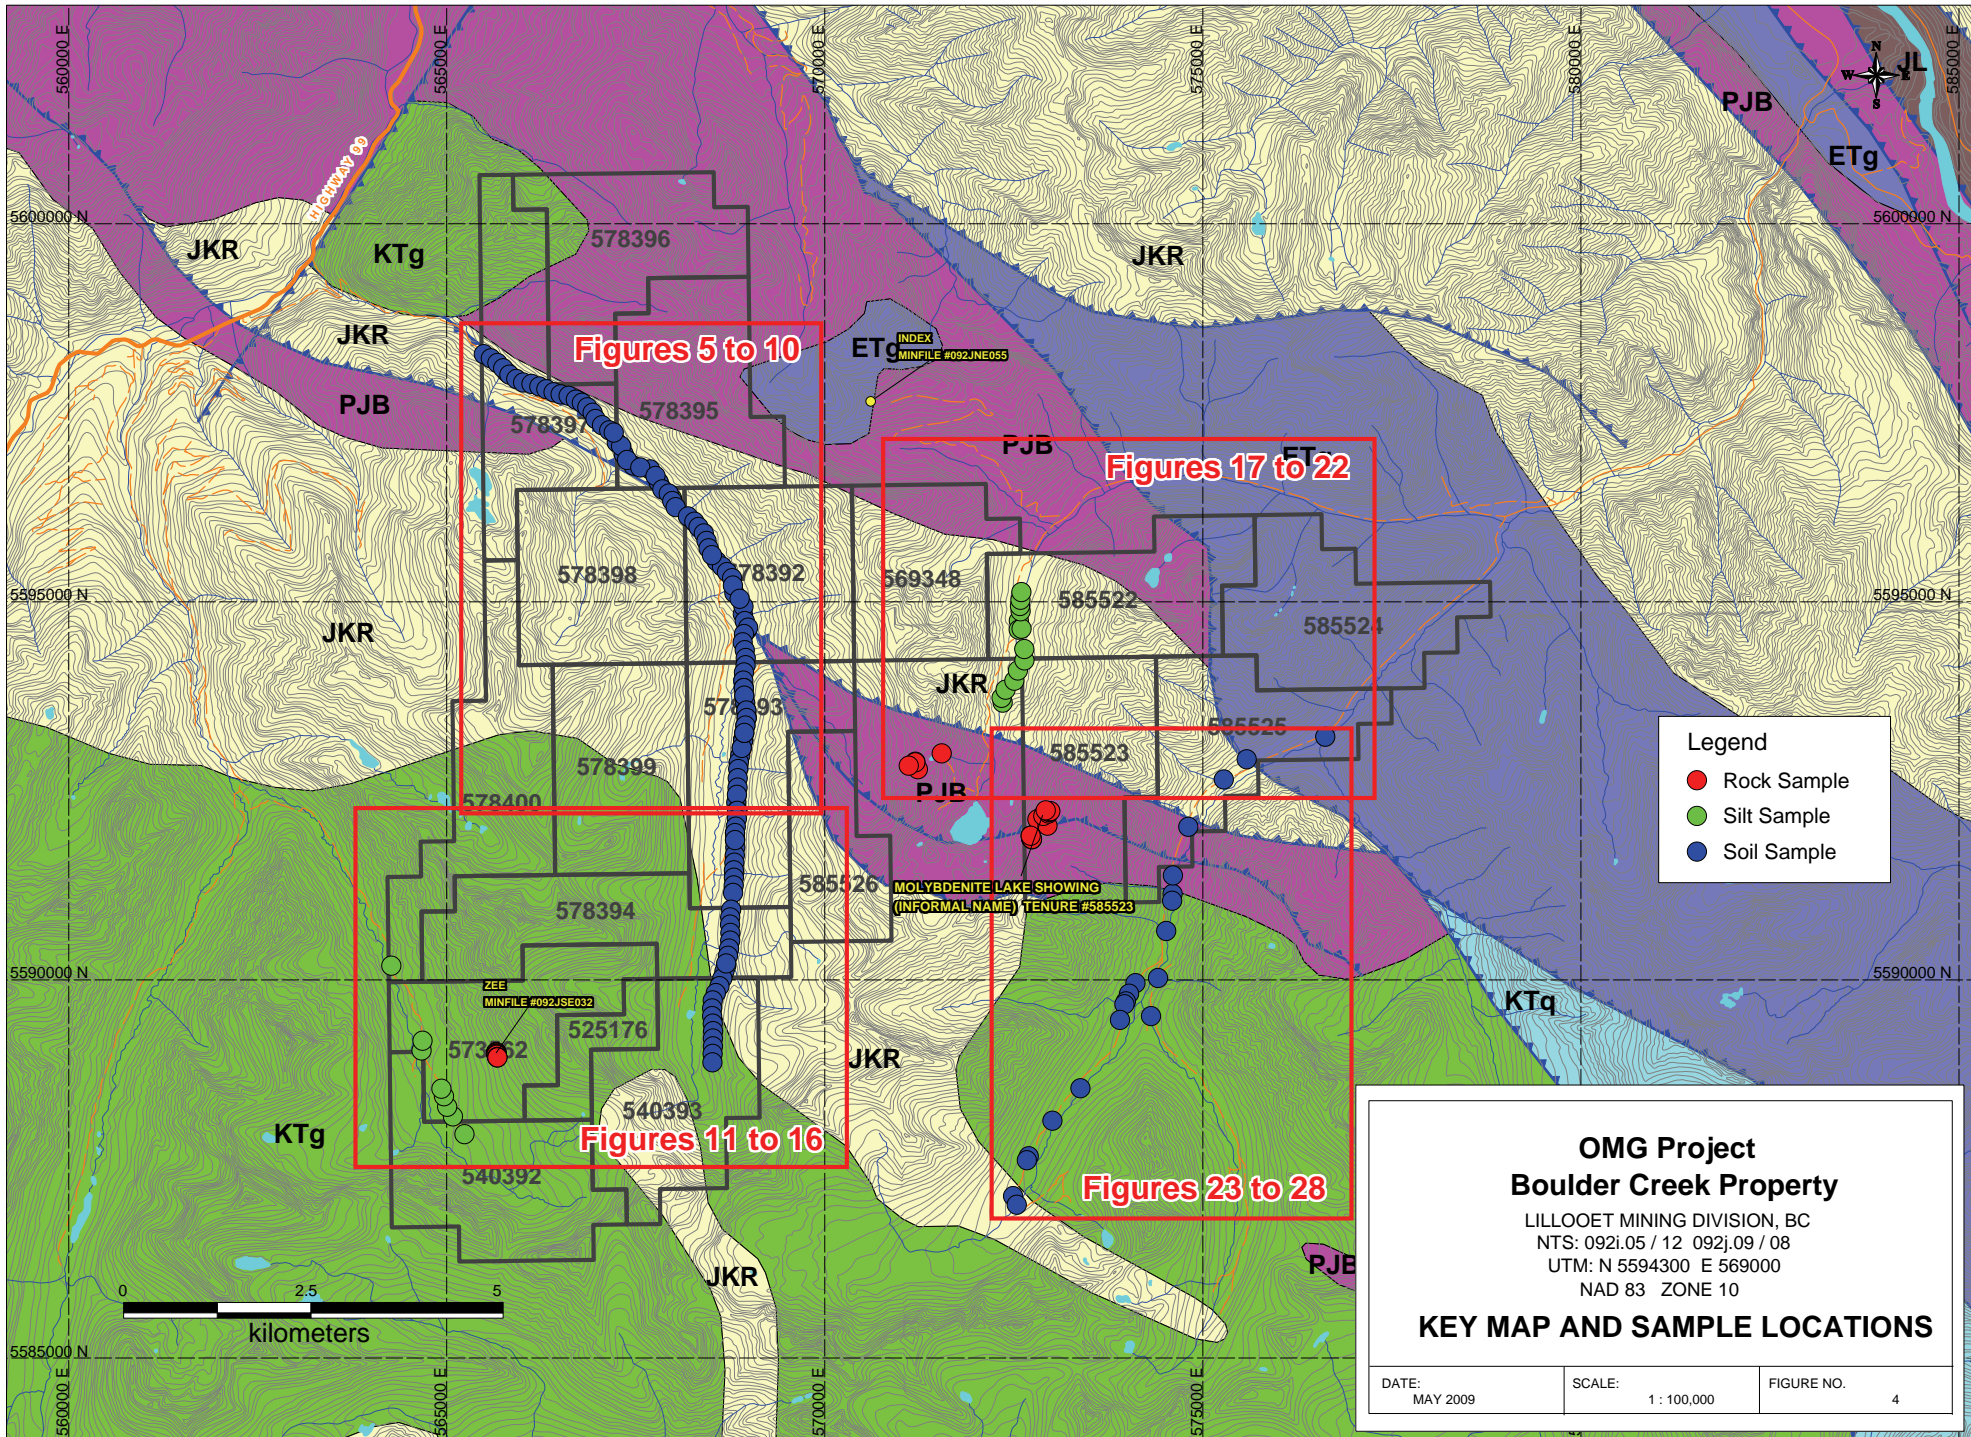 560000 E
565000 E
570000 E
575000 E
580000 E
585000 E
N
W
E
S
JL
PJB
ETg
HIGHWAY 99
5600000 N
5600000 N
JKR
KTg
578396
JKR
JKR
Figures 5 to 10
ETg
INDEX
MINFILE #092JNE055
PJB
578397
578395
PJB
Figures 17 to 22
578398
578392
569348
585522
5595000 N
5595000 N
JKR
585524
JKR
585525
585523
578399
578400
PJB
Legend
Rock Sample
Silt Sample
Soil Sample
585526
MOLYBDENITE LAKE SHOWING
(INFORMAL NAME) TENURE #585523
578394
5590000 N
5590000 N
ZEE
MINFILE #092JSE032
525176
KTq
JKR
540393
KTg
Figures 11 to 16
540392
Figures 23 to 28
JKR
PJB
0 2.5 5
kilometers
5585000 N
560000 E
565000 E
570000 E
575000 E
OMG Project
Boulder Creek Property
LILLOOET MINING DIVISION, BC
NTS: 092i.05 / 12 092j.09 / 08
UTM: N 5594300 E 569000
NAD 83 ZONE 10
KEY MAP AND SAMPLE LOCATIONS
DATE:
MAY 2009
SCALE:
1 : 100,000
FIGURE NO.
4